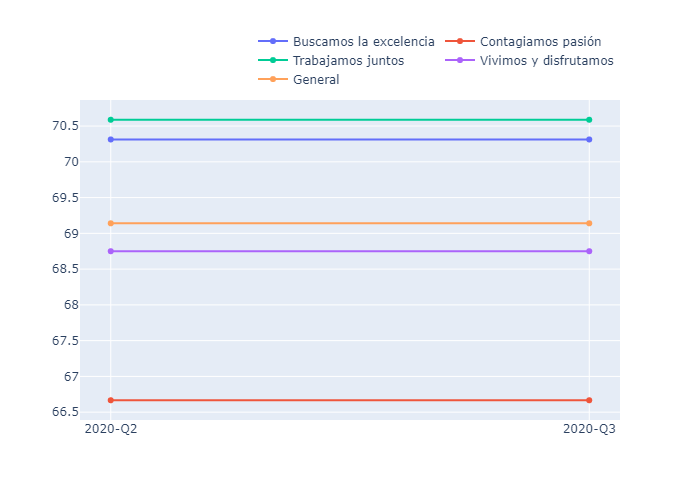 Buscamos la excelencia Contagiamos pasión
Trabajamos juntos Vivimos y disfrutamos
General
70.5
70
69.5
69
68.5
68
67.5
67
66.5
2020-Q2 2020-Q3